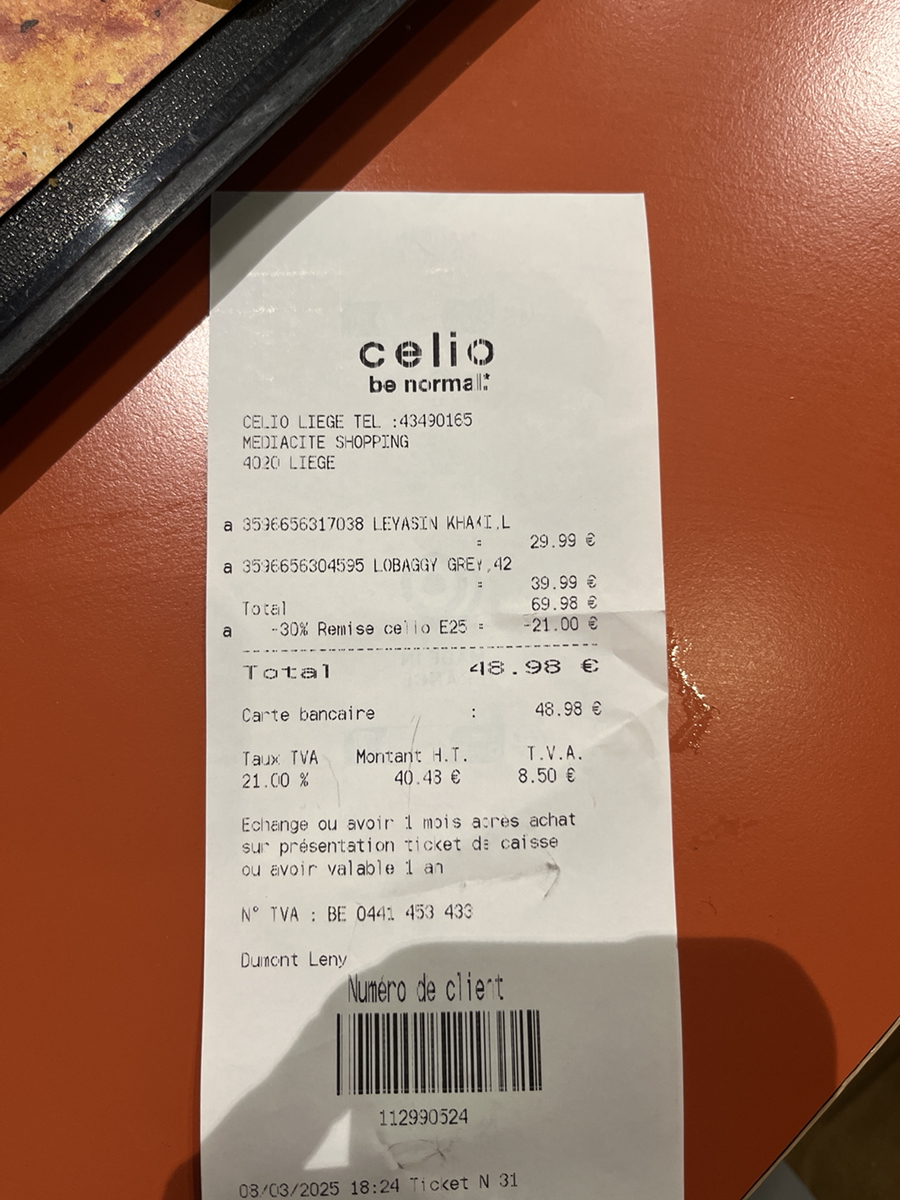 celio
be normal*
CELIO LIEGE TEL :43490165
MEDIACITE SHOPPING
4020 LIEGE
a 3596656317038 LEYASIN KHAKI,L
= 29.99 €
a 3596656304595 LOBAGGY GREY,42
= 39.99 €
Total 69.98 €
a -30% Remise celio E25 = -21.00 €
Total 48.98 €
Carte bancaire : 48.98 €
Taux TVA Montant H.T. T.V.A.
21.00 % 40.48 € 8.50 €
Echange ou avoir 1 mois après achat
sur présentation ticket de caisse
ou avoir valable 1 an
N° TVA : BE 0441 453 433
Dumont Leny
Numéro de client
112990524
08/03/2025 18:24 Ticket N 31